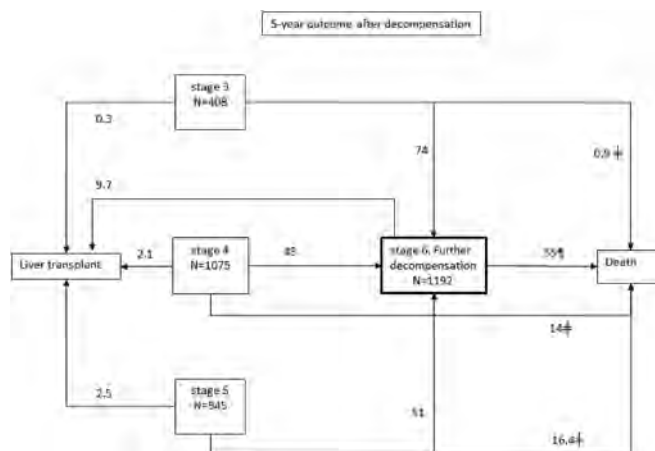 5-year outcome after decompensation
stage 3
N=408
0.3
74
0.9 ‡
9.7
Liver transplant
2.1
stage 4
N=1075
stage 6. Further
decompensation
N=1192
Death
14‡
2.5
stage 5
N=945
51
16.4‡